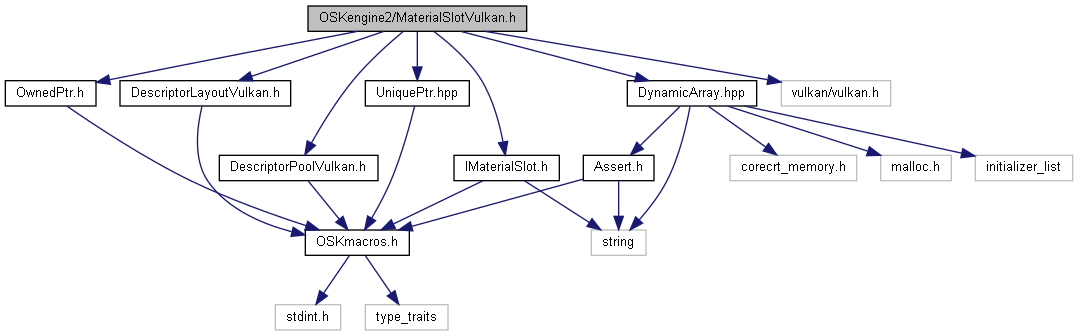 OSKengine2/MaterialSlotVulkan.h
OwnedPtr.h
DescriptorLayoutVulkan.h
UniquePtr.hpp
DynamicArray.hpp
vulkan/vulkan.h
DescriptorPoolVulkan.h
IMaterialSlot.h
Assert.h
corecrt_memory.h
malloc.h
initializer_list
OSKmacros.h
string
stdint.h
type_traits